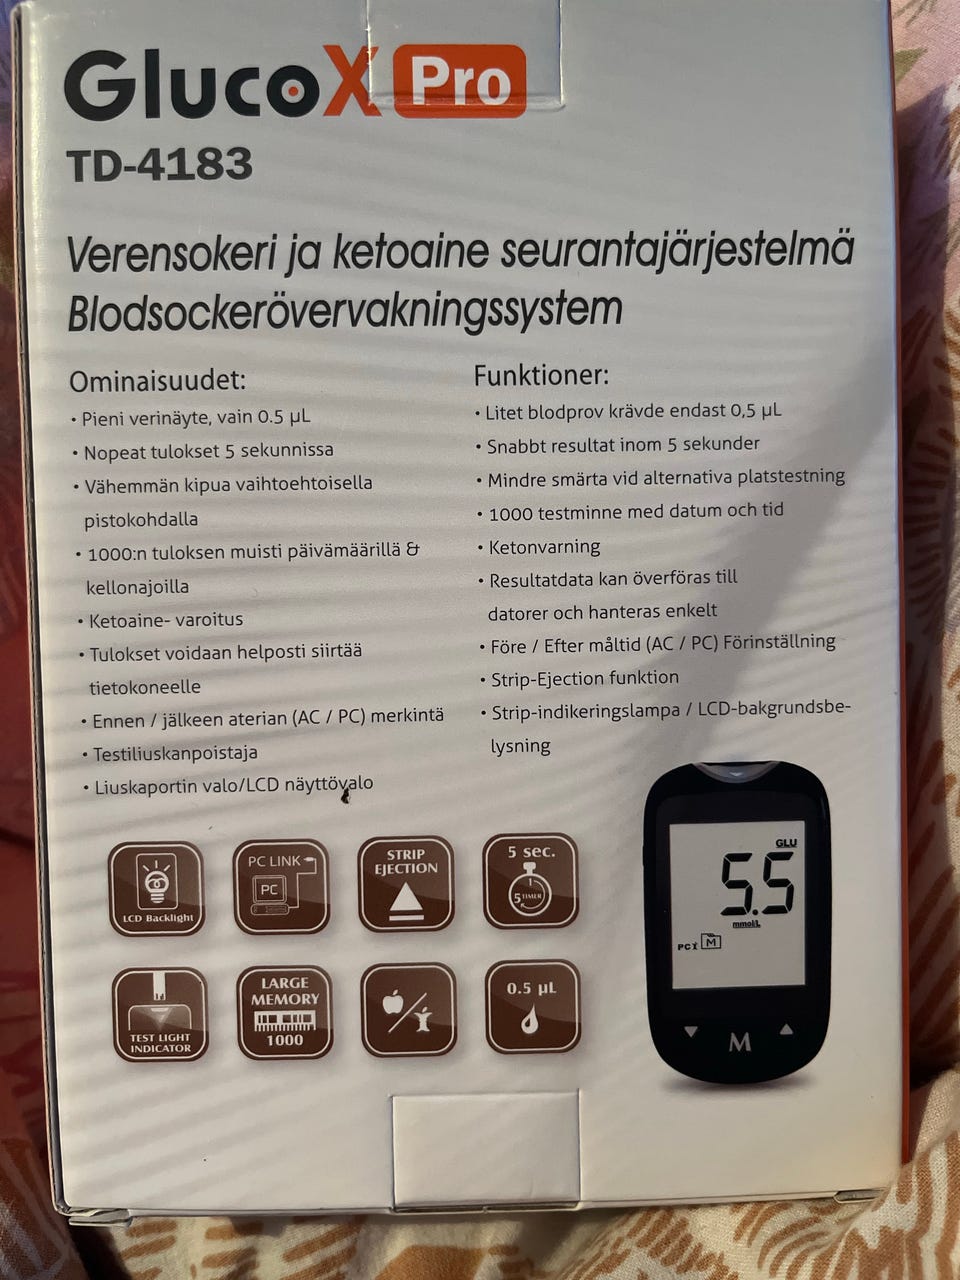 GlucoX Pro
TD-4183
Verensokeri ja ketoaine seurantajärjestelmä
Blodsockerövervakningssystem
Ominaisuudet:
• Pieni verinäyte, vain 0.5 µL
• Nopeat tulokset 5 sekunnissa
• Vähemmän kipua vaihtoehtoisella
pistokohdalla
• 1000:n tuloksen muisti päivämäärillä &
kellonajoilla
• Ketoaine- varoitus
• Tulokset voidaan helposti siirtää
tietokoneelle
• Ennen / jälkeen aterian (AC / PC) merkintä
• Testiliuskanpoistaja
• Liuskaportin valo/LCD näyttövalo
Funktioner:
• Litet blodprov krävde endast 0,5 µL
• Snabbt resultat inom 5 sekunder
• Mindre smärta vid alternativa platstestning
• 1000 testminne med datum och tid
• Ketonvarning
• Resultatdata kan överföras till
datorer och hanteras enkelt
• Före / Efter måltid (AC / PC) Förinställning
• Strip-Ejection funktion
• Strip-indikeringslampa / LCD-bakgrundsbe-
lysning
LCD Backlight
PC LINK
PC
STRIP
EJECTION
5 sec.
5 TIMER
TEST LIGHT
INDICATOR
LARGE
MEMORY
1000
0.5 µL
GLU
5.5
mmol/L
PC M
M